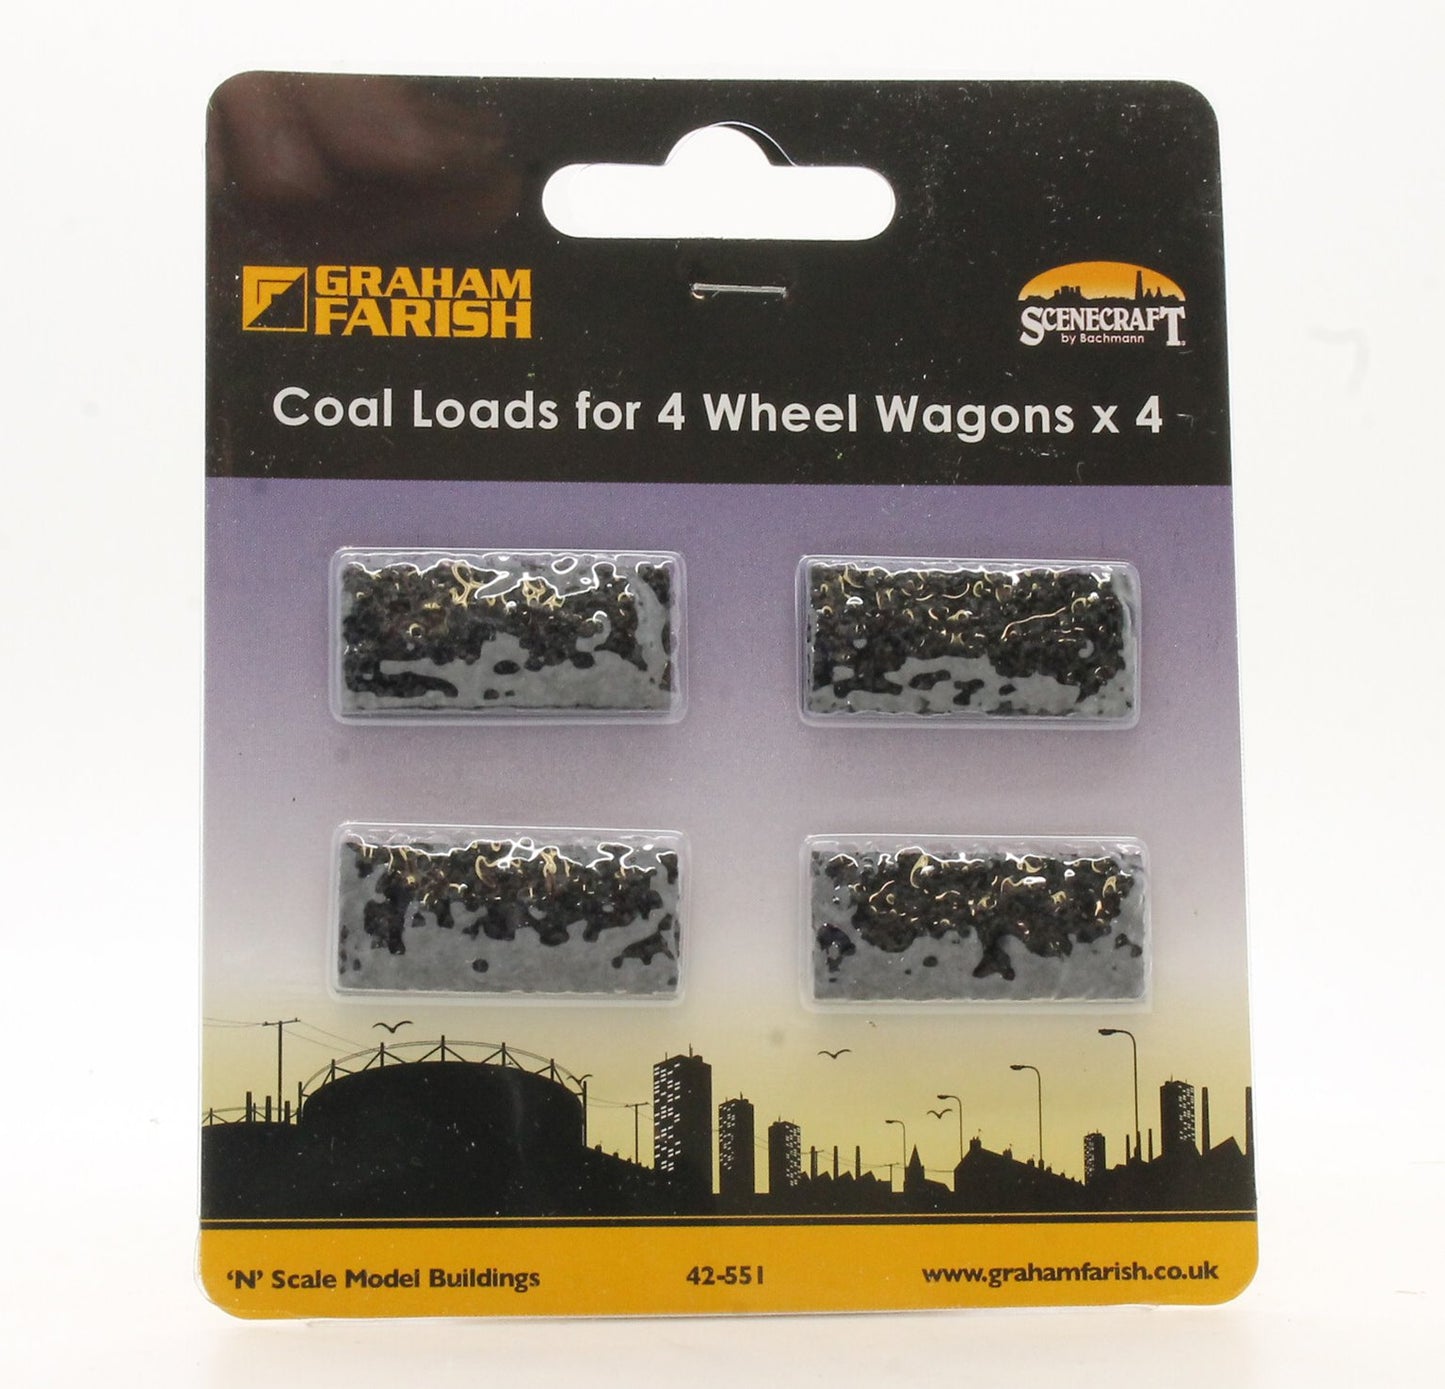 GRAHAM
FARISH
SCENECRAFT
by Bachmann
Coal Loads for 4 Wheel Wagons x 4
‘N’ Scale Model Buildings
42-551
www.grahamfarish.co.uk